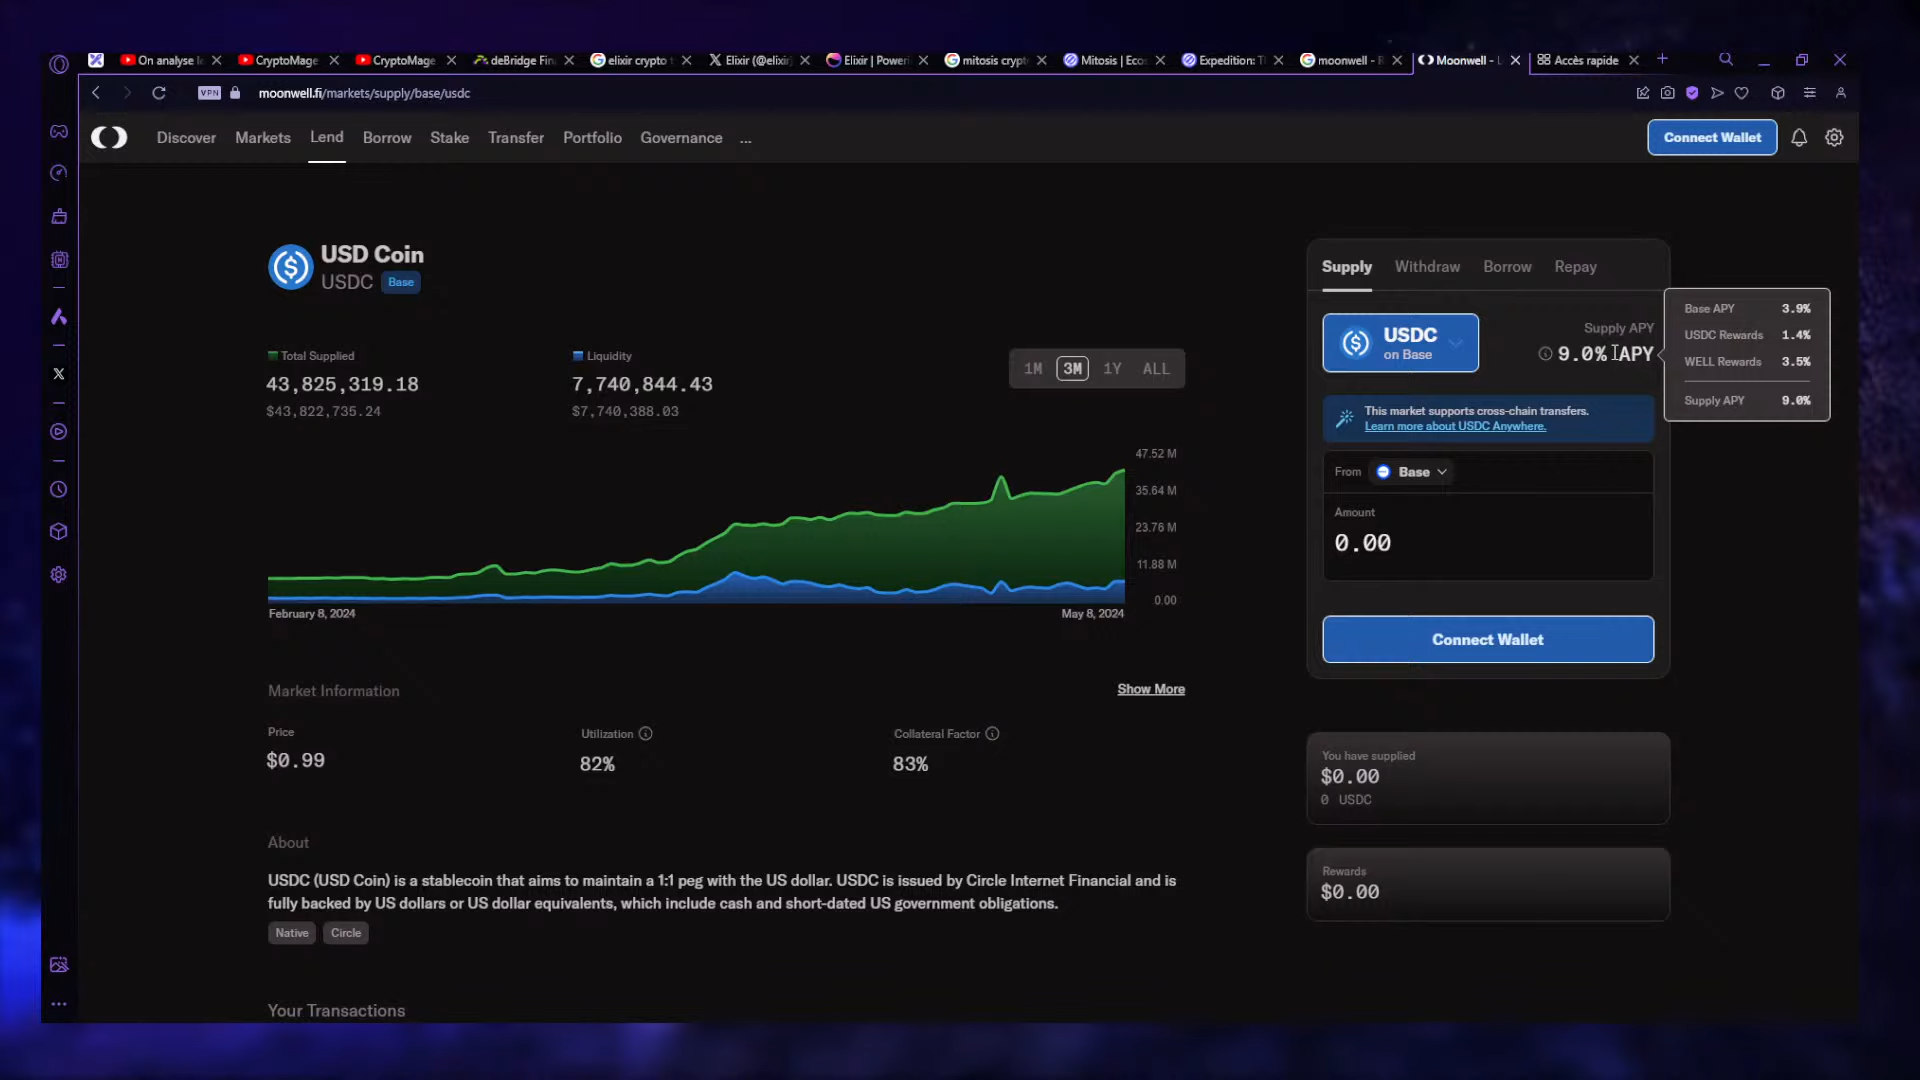 On analyse l
CryptoMage
CryptoMage
deBridge Fin
elixir crypto t
Elixir (@elixir
Elixir | Poweri
mitosis crypt
Mitosis | Ecos
Expedition: T
moonwell - R
Moonwell - L
Accès rapide
VPN
moonwell.fi/markets/supply/base/usdc
Discover
Markets
Lend
Borrow
Stake
Transfer
Portfolio
Governance
...
Connect Wallet
USD Coin
USDC Base
Total Supplied
43,825,319.18
$43,822,735.24
Liquidity
7,740,844.43
$7,740,388.03
1M 3M 1Y ALL
47.52 M
35.64 M
23.76 M
11.88 M
0.00
February 8, 2024
May 8, 2024
Market Information
Show More
Price
$0.99
Utilization
82%
Collateral Factor
83%
About
USDC (USD Coin) is a stablecoin that aims to maintain a 1:1 peg with the US dollar. USDC is issued by Circle Internet Financial and is
fully backed by US dollars or US dollar equivalents, which include cash and short-dated US government obligations.
Native Circle
Your Transactions
Supply Withdraw Borrow Repay
USDC
on Base
Supply APY
9.0% APY
Base APY 3.9%
USDC Rewards 1.4%
WELL Rewards 3.5%
Supply APY 9.0%
This market supports cross-chain transfers.
Learn more about USDC Anywhere.
From Base
Amount
0.00
Connect Wallet
You have supplied
$0.00
0 USDC
Rewards
$0.00